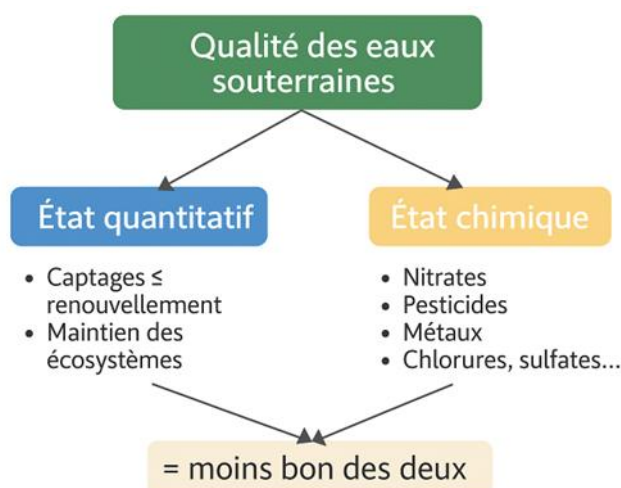 Qualité des eaux
souterraines
État quantitatif
• Captages ≤
renouvellement
• Maintien des
écosystèmes
État chimique
• Nitrates
• Pesticides
• Métaux
• Chlorures, sulfates...
= moins bon des deux